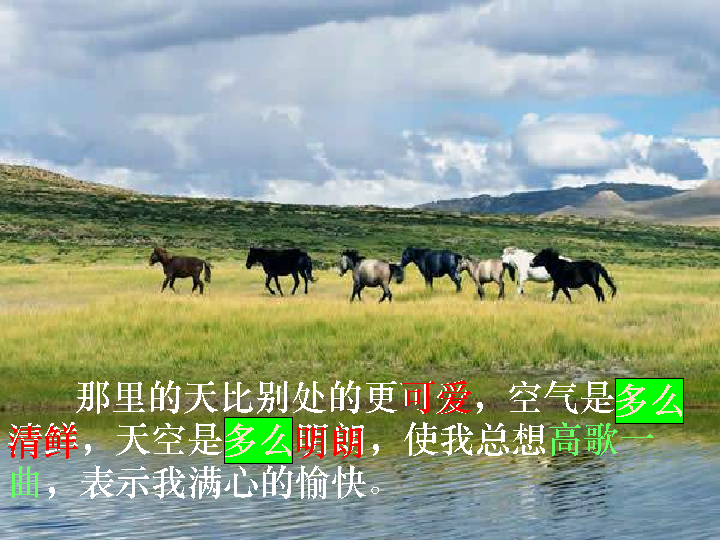 那里的天比别处的更可爱，空气是多么
清鲜，天空是多么明朗，使我总想高歌一
曲，表示我满心的愉快。